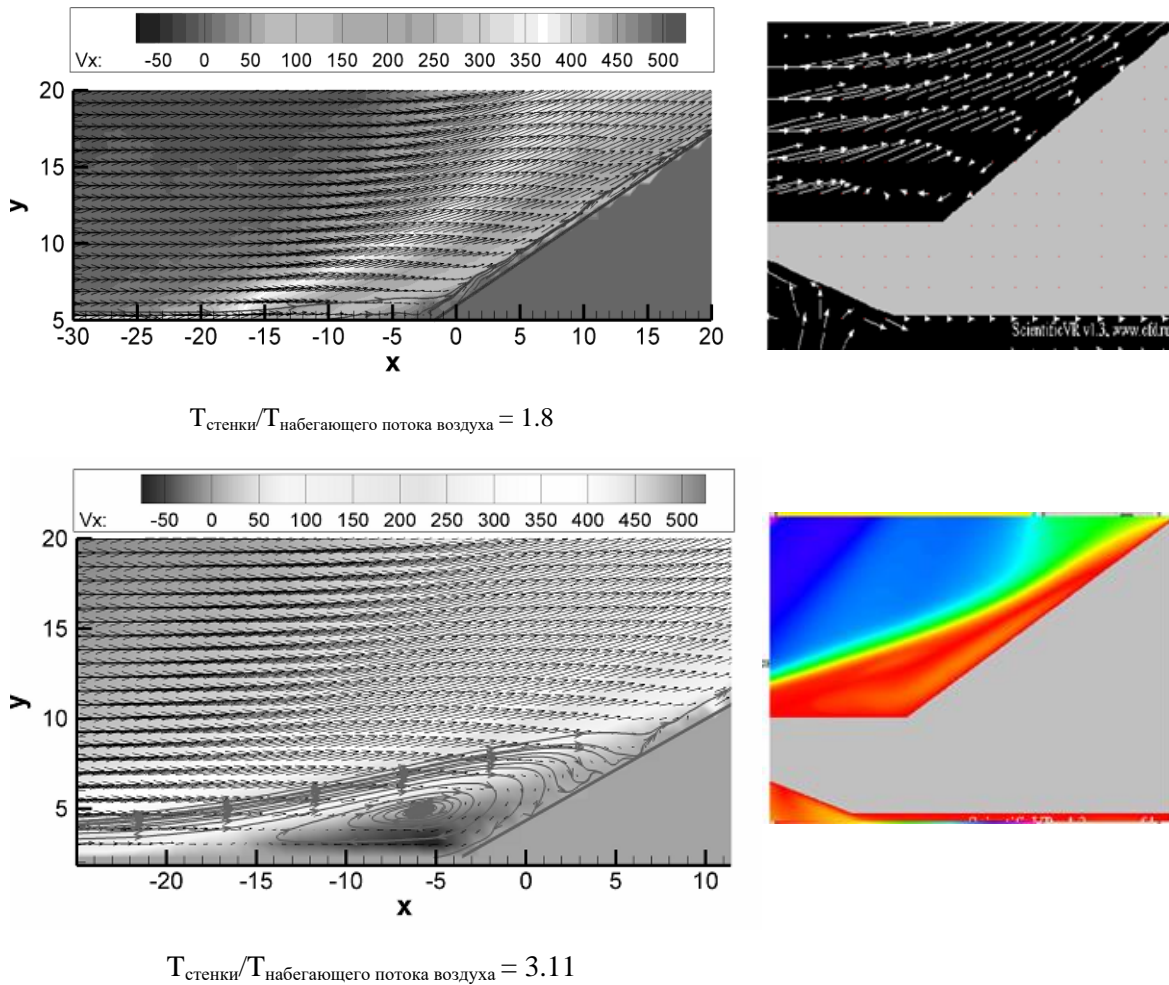 Vx: -50 0 50 100 150 200 250 300 350 400 450 500
20
15
y
10
5
-30 -25 -20 -15 -10 -5 0 5 10 15 20
x
ScientificVR v1.3, www.cfd.ru
Tстенки/Tнабегающего потока воздуха = 1.8
Vx: -50 0 50 100 150 200 250 300 350 400 450 500
20
15
y
10
5
-20 -15 -10 -5 0 5 10
x
Tстенки/Tнабегающего потока воздуха = 3.11